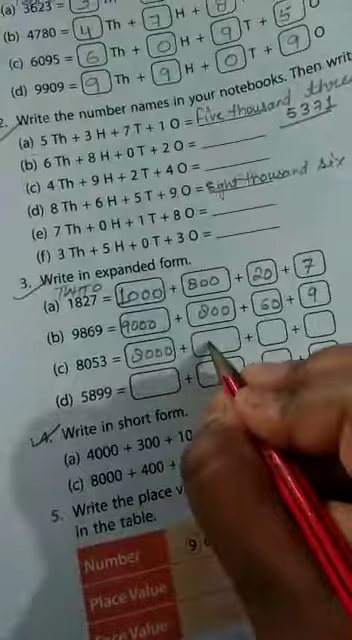 (a) 3623 = 3
(b) 4780 = 4 Th + 7 H + 8
(c) 6095 = 6 Th + 0 H + 9 T + 5 O
(d) 9909 = 9 Th + 9 H + 0 T + 9 O
2. Write the number names in your notebooks. Then writ
(a) 5 Th + 3 H + 7 T + 1 O = Five thousand three
5371
(b) 6 Th + 8 H + 0 T + 2 O =
(c) 4 Th + 9 H + 2 T + 4 O =
(d) 8 Th + 6 H + 5 T + 9 O = Eight thousand six
(e) 7 Th + 0 H + 1 T + 8 O =
(f) 3 Th + 5 H + 0 T + 3 O =
3. Write in expanded form.
(a) 1827 = 1000 + 800 + 20 + 7
(b) 9869 = 9000 + 800 + 60 + 9
(c) 8053 = 8000 + + +
(d) 5899 = +
4. Write in short form.
(a) 4000 + 300 + 10
(c) 8000 + 400 +
5. Write the place v
in the table.
Number 9
Place Value
Face Value